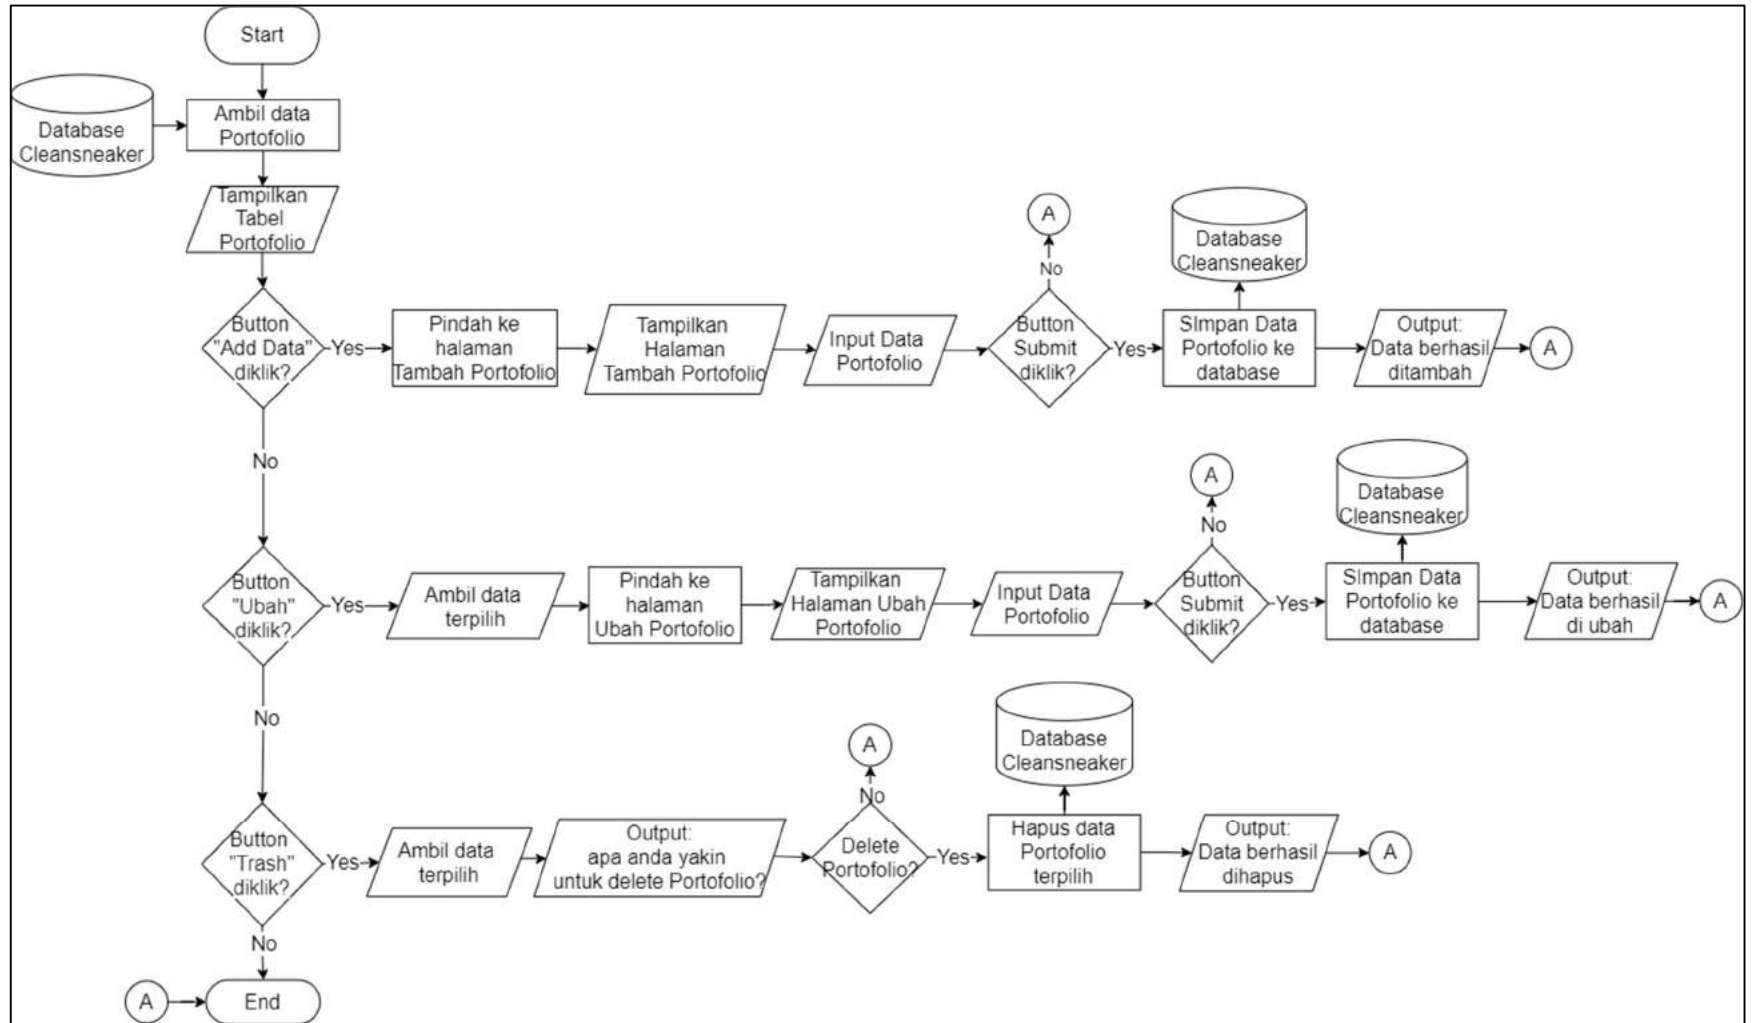 Start
Database
Cleansneaker
Ambil data
Portofolio
Tampilkan
Tabel
Portofolio
Button
"Add Data"
diklik?
Yes
Pindah ke
halaman
Tambah Portofolio
Tampilkan
Halaman
Tambah Portofolio
Input Data
Portofolio
A
No
Button
Submit
diklik?
Yes
Database
Cleansneaker
SImpan Data
Portofolio ke
database
Output:
Data berhasil
ditambah
A
No
Button
"Ubah"
diklik?
Yes
Ambil data
terpilih
Pindah ke
halaman
Ubah Portofolio
Tampilkan
Halaman Ubah
Portofolio
Input Data
Portofolio
A
No
Button
Submit
diklik?
Yes
Database
Cleansneaker
SImpan Data
Portofolio ke
database
Output:
Data berhasil
di ubah
A
No
Button
"Trash"
diklik?
Yes
Ambil data
terpilih
Output:
apa anda yakin
untuk delete Portofolio?
A
No
Delete
Portofolio?
Yes
Database
Cleansneaker
Hapus data
Portofolio
terpilih
Output:
Data berhasil
dihapus
A
No
A
End